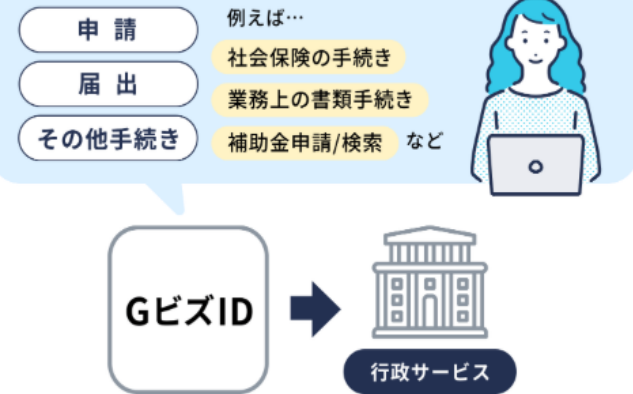 申請
届出
その他手続き
例えば…
社会保険の手続き
業務上の書類手続き
補助金申請/検索 など
GビズID
行政サービス